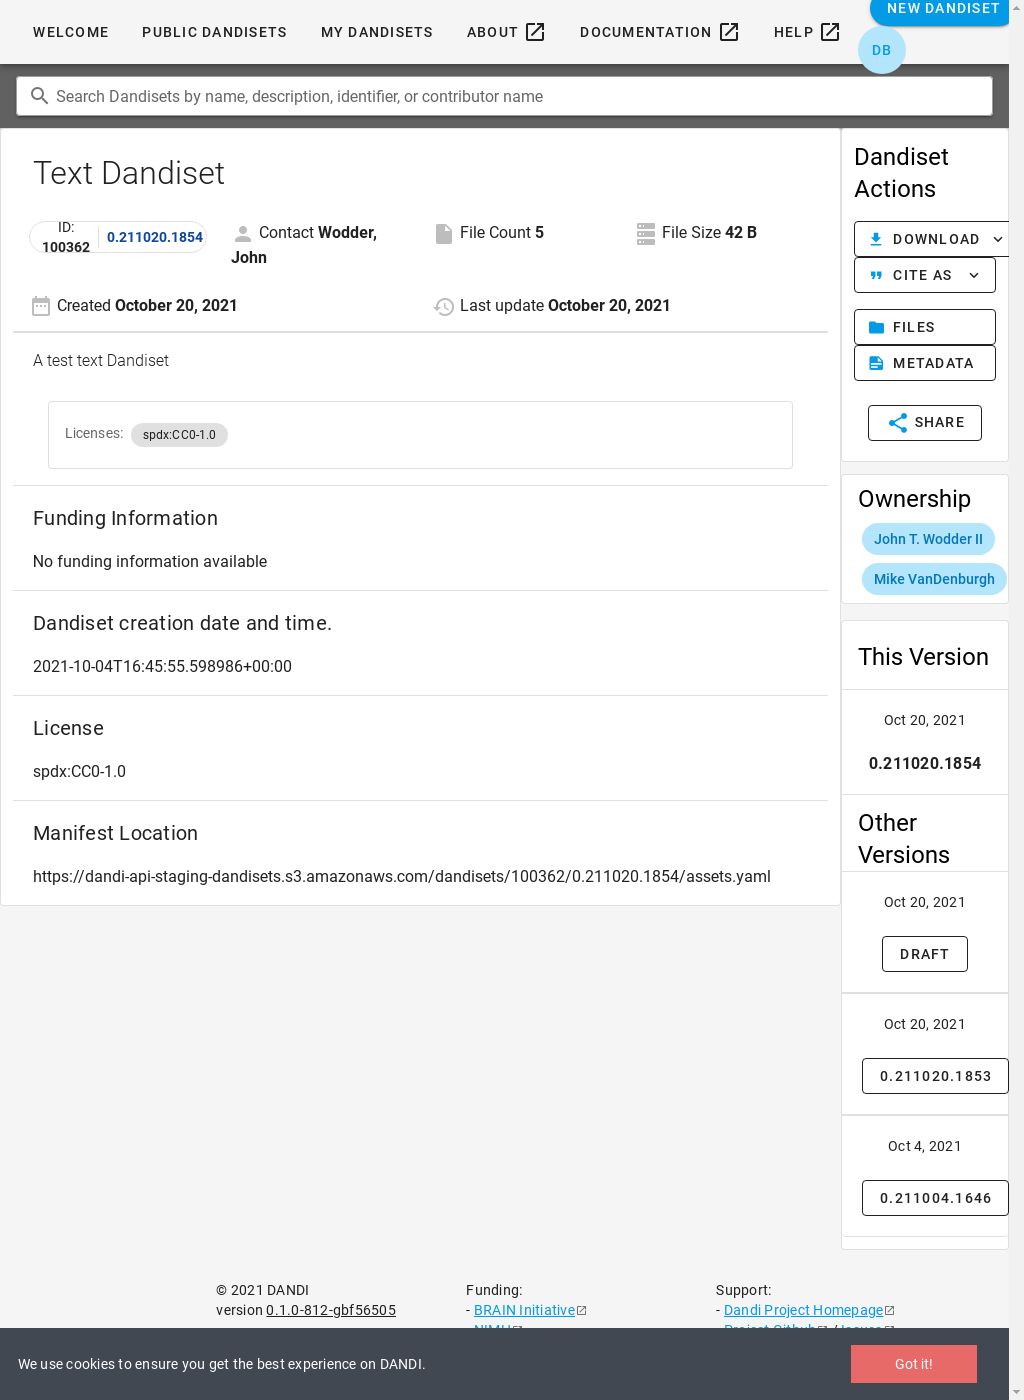 WELCOME PUBLIC DANDISETS MY DANDISETS ABOUT DOCUMENTATION HELP NEW DANDISET
DB
Search Dandisets by name, description, identifier, or contributor name
Text Dandiset
ID: 100362 0.211020.1854
Contact Wodder, John
File Count 5
File Size 42 B
Created October 20, 2021
Last update October 20, 2021
A test text Dandiset
Licenses: spdx:CC0-1.0
Funding Information
No funding information available
Dandiset creation date and time.
2021-10-04T16:45:55.598986+00:00
License
spdx:CC0-1.0
Manifest Location
https://dandi-api-staging-dandisets.s3.amazonaws.com/dandisets/100362/0.211020.1854/assets.yaml
Dandiset
Actions
DOWNLOAD
CITE AS
FILES
METADATA
SHARE
Ownership
John T. Wodder II
Mike VanDenburgh
This Version
Oct 20, 2021
0.211020.1854
Other
Versions
Oct 20, 2021
DRAFT
Oct 20, 2021
0.211020.1853
Oct 4, 2021
0.211004.1646
© 2021 DANDI
version 0.1.0-812-gbf56505
Funding:
- BRAIN Initiative
- NIMH
Support:
- Dandi Project Homepage
- Project Github / Issues
We use cookies to ensure you get the best experience on DANDI.
Got it!